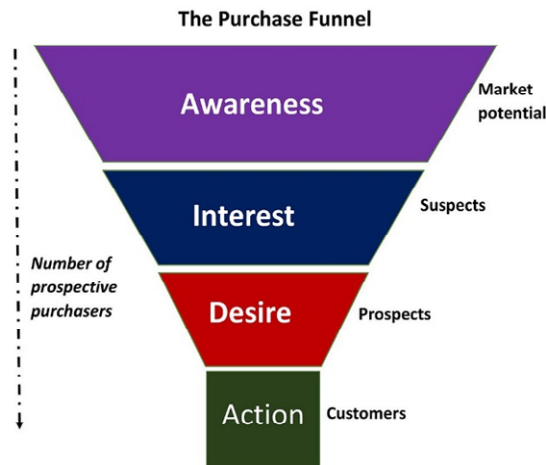 The Purchase Funnel
Awareness
Market
potential
Interest
Suspects
Number of
prospective
purchasers
Desire
Prospects
Action
Customers